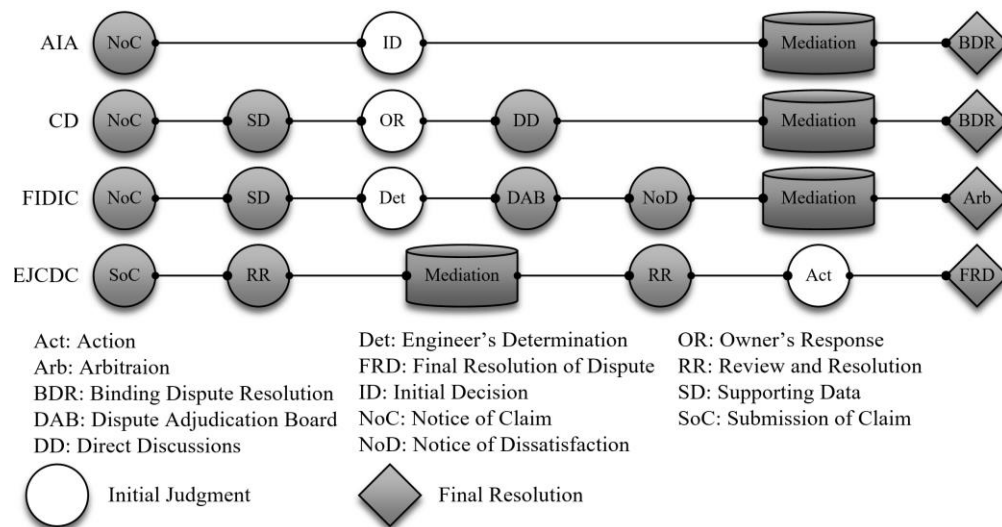 AIA NoC ID Mediation BDR
CD NoC SD OR DD Mediation BDR
FIDIC NoC SD Det DAB NoD Mediation Arb
EJCDC SoC RR Mediation RR Act FRD
Act: Action
Arb: Arbitraion
BDR: Binding Dispute Resolution
DAB: Dispute Adjudication Board
DD: Direct Discussions
Det: Engineer's Determination
FRD: Final Resolution of Dispute
ID: Initial Decision
NoC: Notice of Claim
NoD: Notice of Dissatisfaction
OR: Owner's Response
RR: Review and Resolution
SD: Supporting Data
SoC: Submission of Claim
Initial Judgment
Final Resolution